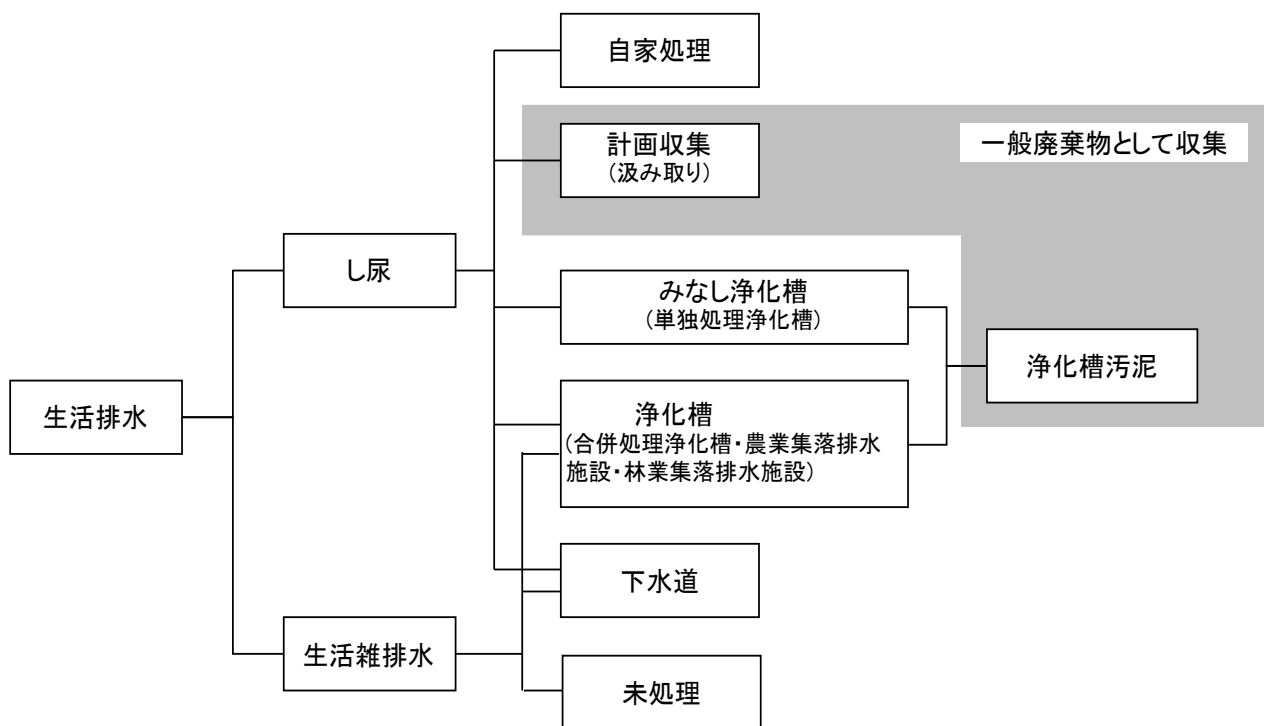 自家処理
計画収集
(汲み取り)
一般廃棄物として収集
し尿
みなし浄化槽
(単独処理浄化槽)
浄化槽汚泥
生活排水
浄化槽
(合併処理浄化槽・農業集落排水
施設・林業集落排水施設)
下水道
生活雑排水
未処理